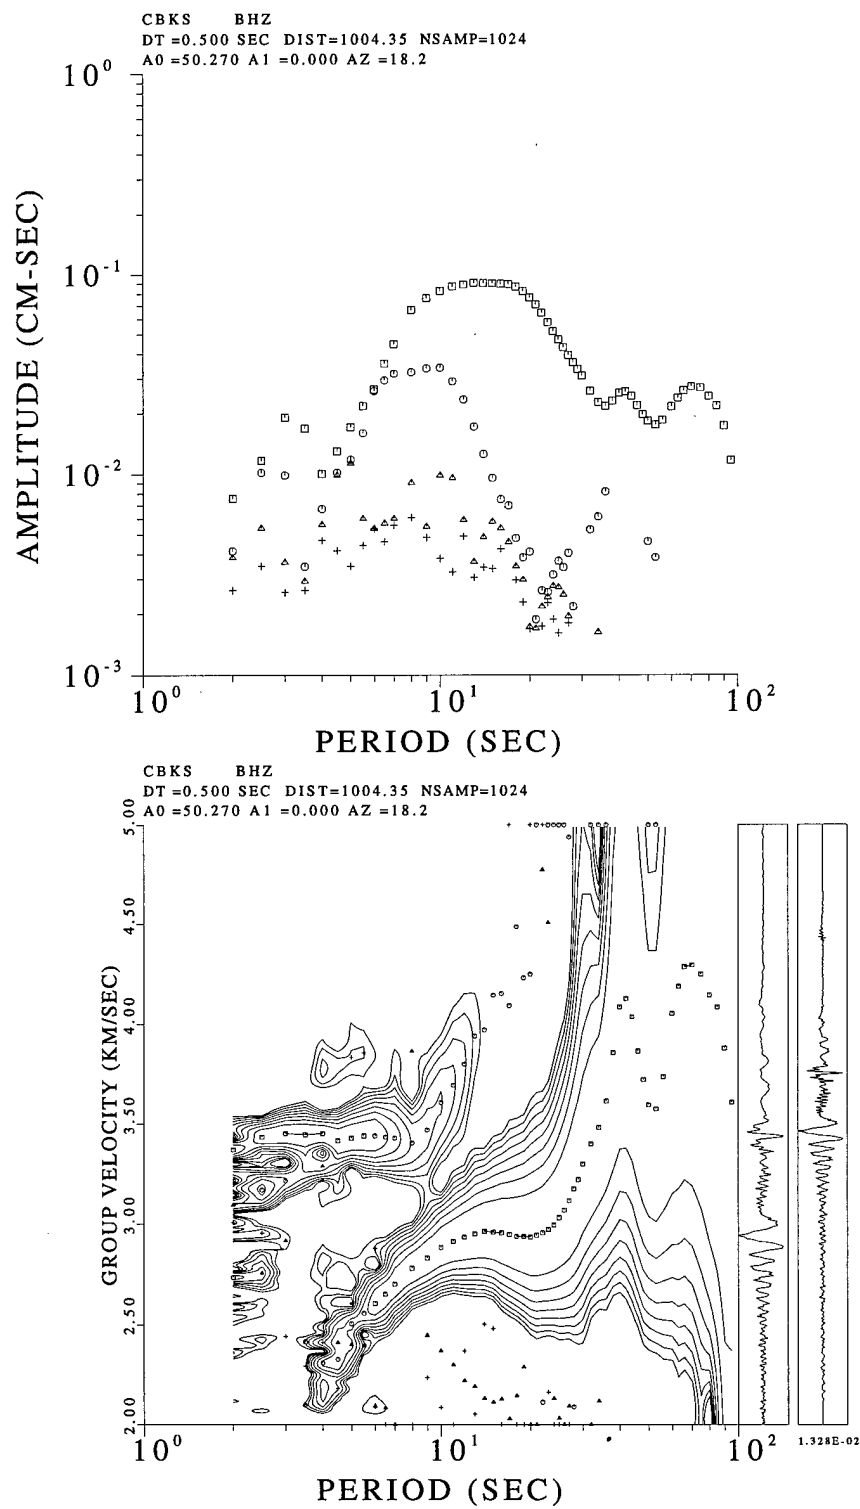 CBKS BHZ
DT =0.500 SEC DIST=1004.35 NSAMP=1024
A0 =50.270 A1 =0.000 AZ =18.2
10^0
10^-1
10^-2
10^-3
AMPLITUDE (CM-SEC)
10^0 10^1 10^2
PERIOD (SEC)
CBKS BHZ
DT =0.500 SEC DIST=1004.35 NSAMP=1024
A0 =50.270 A1 =0.000 AZ =18.2
5.00
4.50
4.00
3.50
3.00
2.50
2.00
GROUP VELOCITY (KM/SEC)
10^0 10^1 10^2
1.328E-02
PERIOD (SEC)